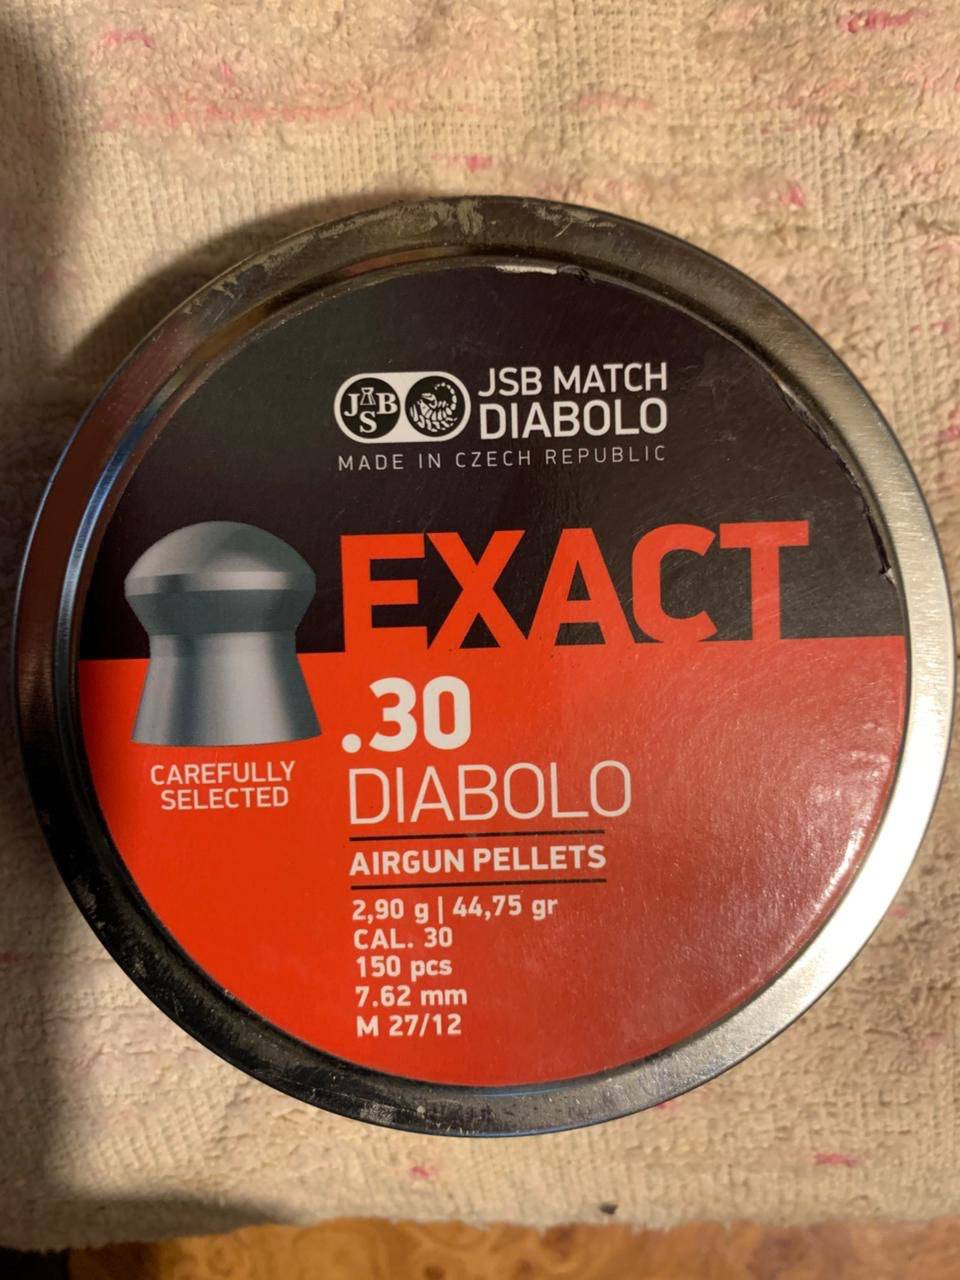 JSB
JSB MATCH
DIABOLO
MADE IN CZECH REPUBLIC
EXACT
.30
DIABOLO
CAREFULLY
SELECTED
AIRGUN PELLETS
2,90 g | 44,75 gr
CAL. 30
150 pcs
7.62 mm
M 27/12